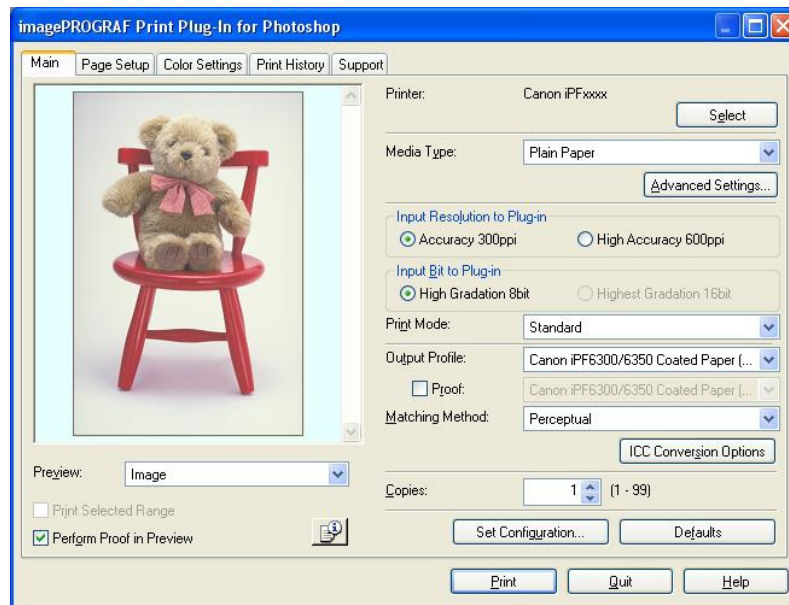 imagePROGRAF Print Plug-In for Photoshop
Main Page Setup Color Settings Print History Support
Printer: Canon iPFxxxx
Select
Media Type: Plain Paper
Advanced Settings...
Input Resolution to Plug-in
Accuracy 300ppi High Accuracy 600ppi
Input Bit to Plug-in
High Gradation 8bit Highest Gradation 16bit
Print Mode: Standard
Output Profile: Canon iPF6300/6350 Coated Paper (...
Proof: Canon iPF6300/6350 Coated Paper (...
Matching Method: Perceptual
ICC Conversion Options
Preview: Image
Copies: 1 (1 - 99)
Print Selected Range
Perform Proof in Preview
Set Configuration... Defaults
Print Quit Help